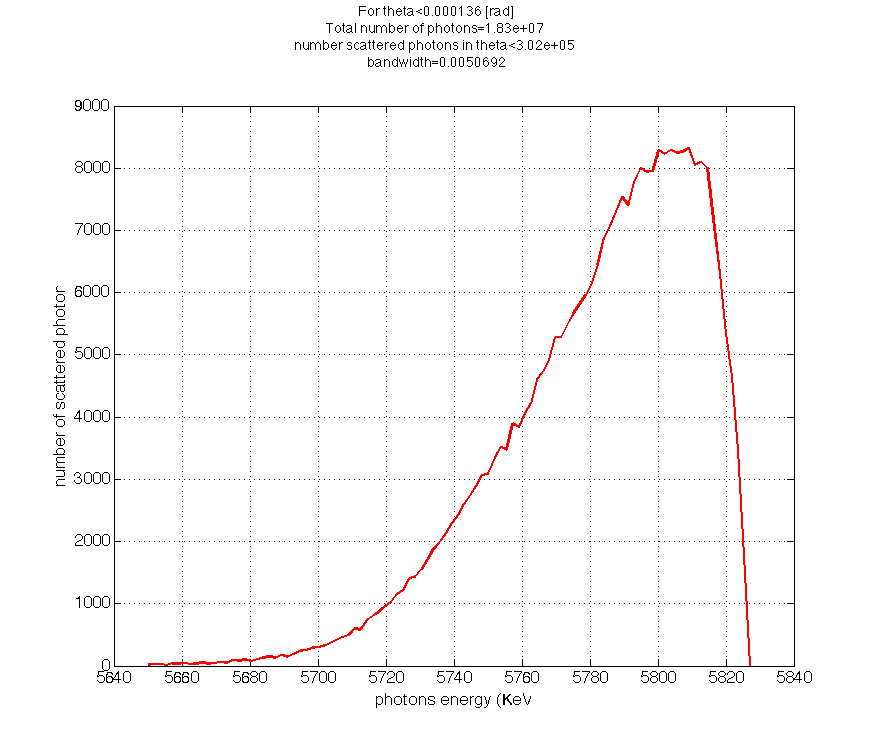 For theta<0.000136 [rad]
Total number of photons=1.83e+07
number scattered photons in theta<3.02e+05
bandwidth=0.0050692
9000
8000
7000
6000
5000
4000
3000
2000
1000
0
number of scattered photor
5640 5660 5680 5700 5720 5740 5760 5780 5800 5820 5840
photons energy (KeV